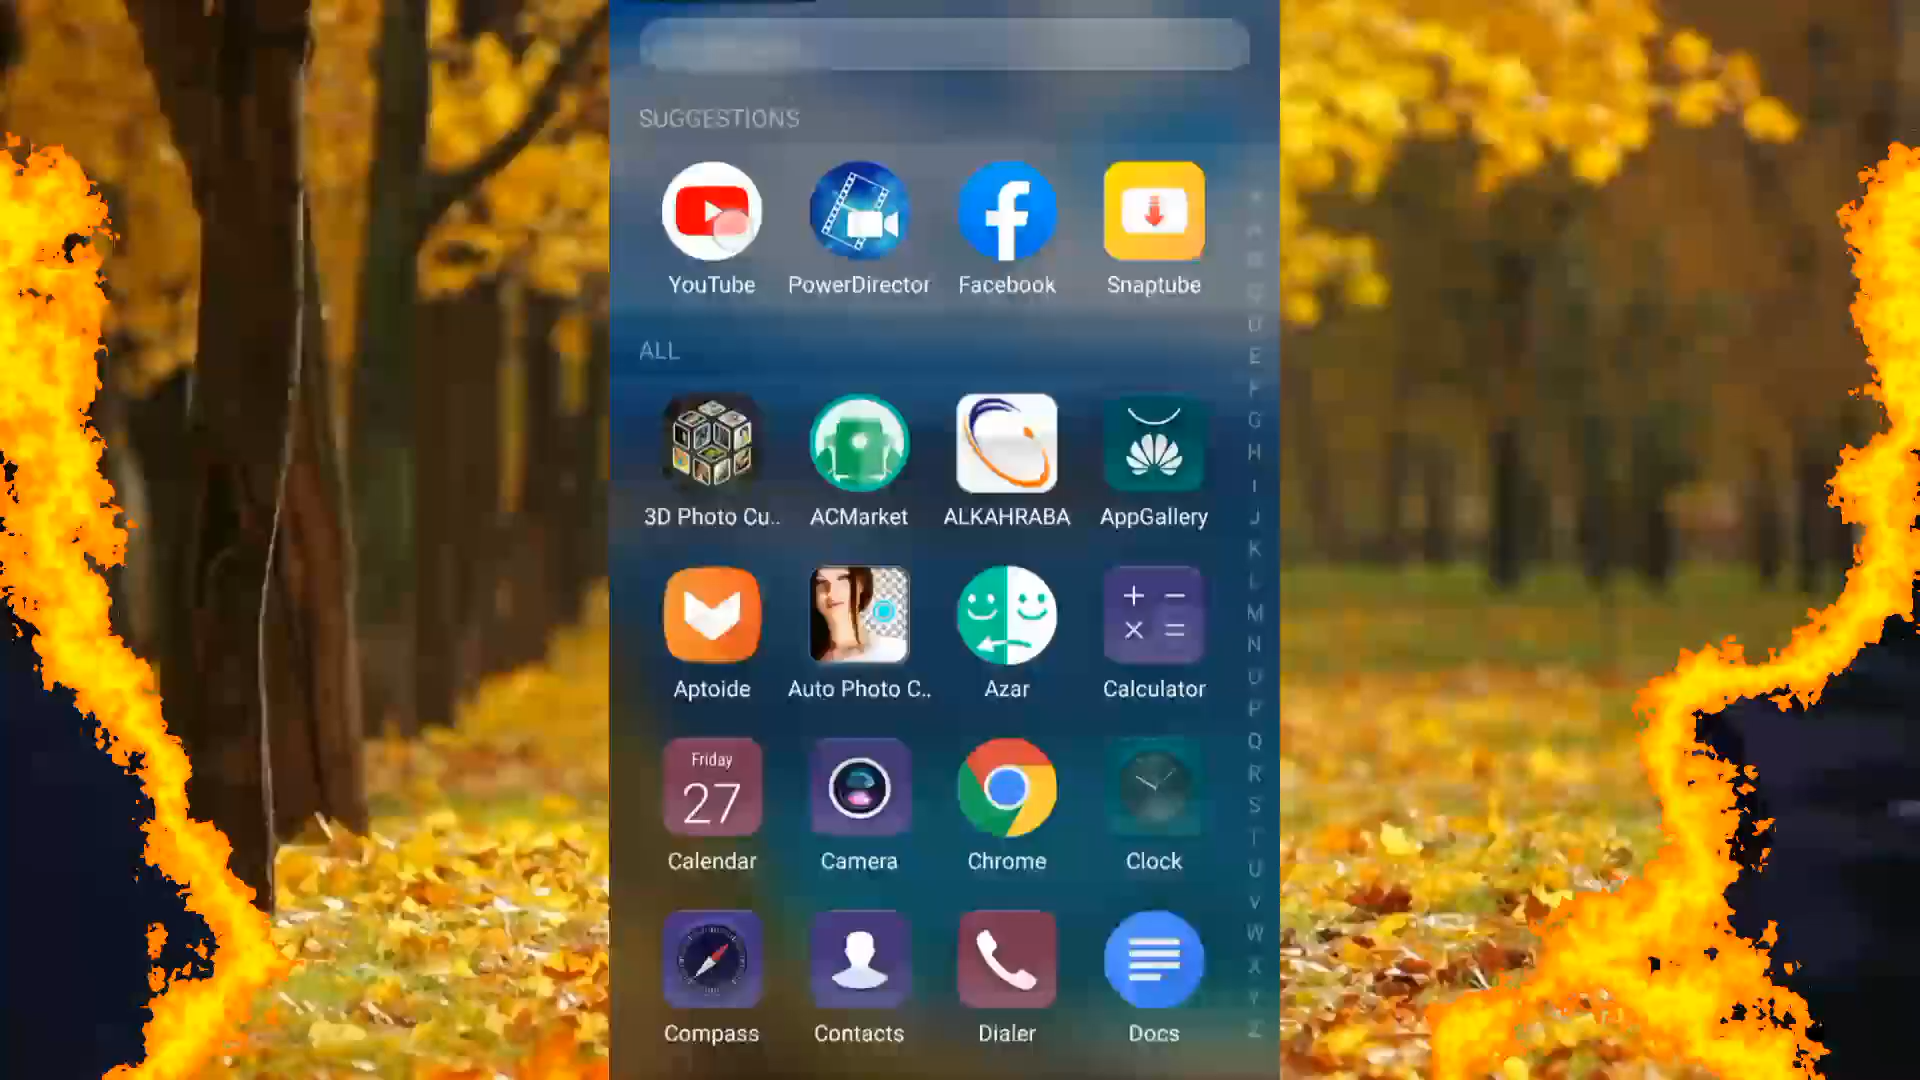 SUGGESTIONS
YouTube PowerDirector Facebook Snaptube
ALL
3D Photo Cu.. ACMarket ALKAHRABA AppGallery
Aptoide Auto Photo C.. Azar Calculator
Friday
27
Calendar Camera Chrome Clock
Compass Contacts Dialer Docs
E
F
G
H
I
J
K
L
M
N
O
P
Q
R
S
T
U
V
W
X
Y
Z